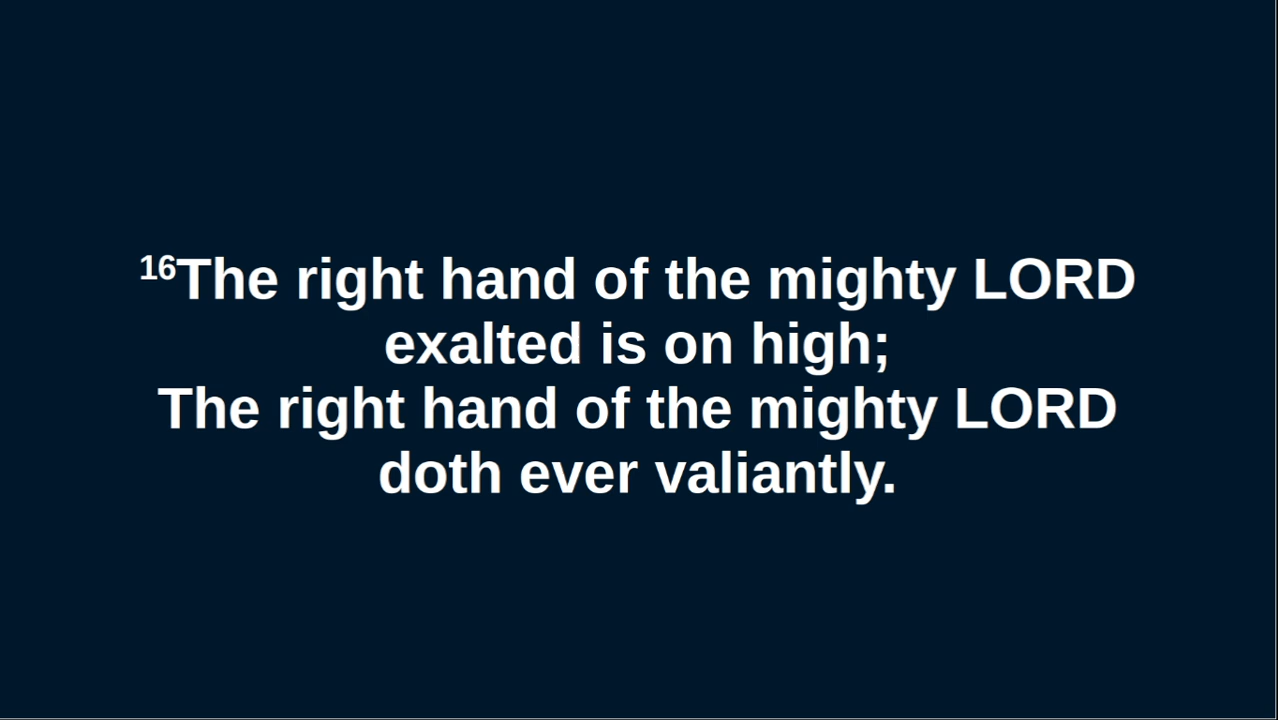 16The right hand of the mighty LORD
exalted is on high;
The right hand of the mighty LORD
doth ever valiantly.